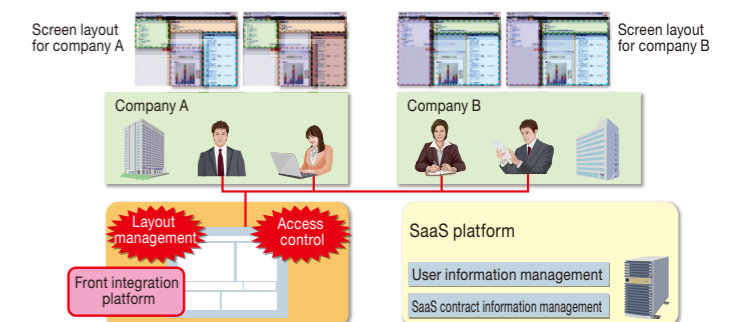 Screen layout
for company A
Screen layout
for company B
Company A
Company B
Layout
management
Access
control
Front integration
platform
SaaS platform
User information management
SaaS contract information management